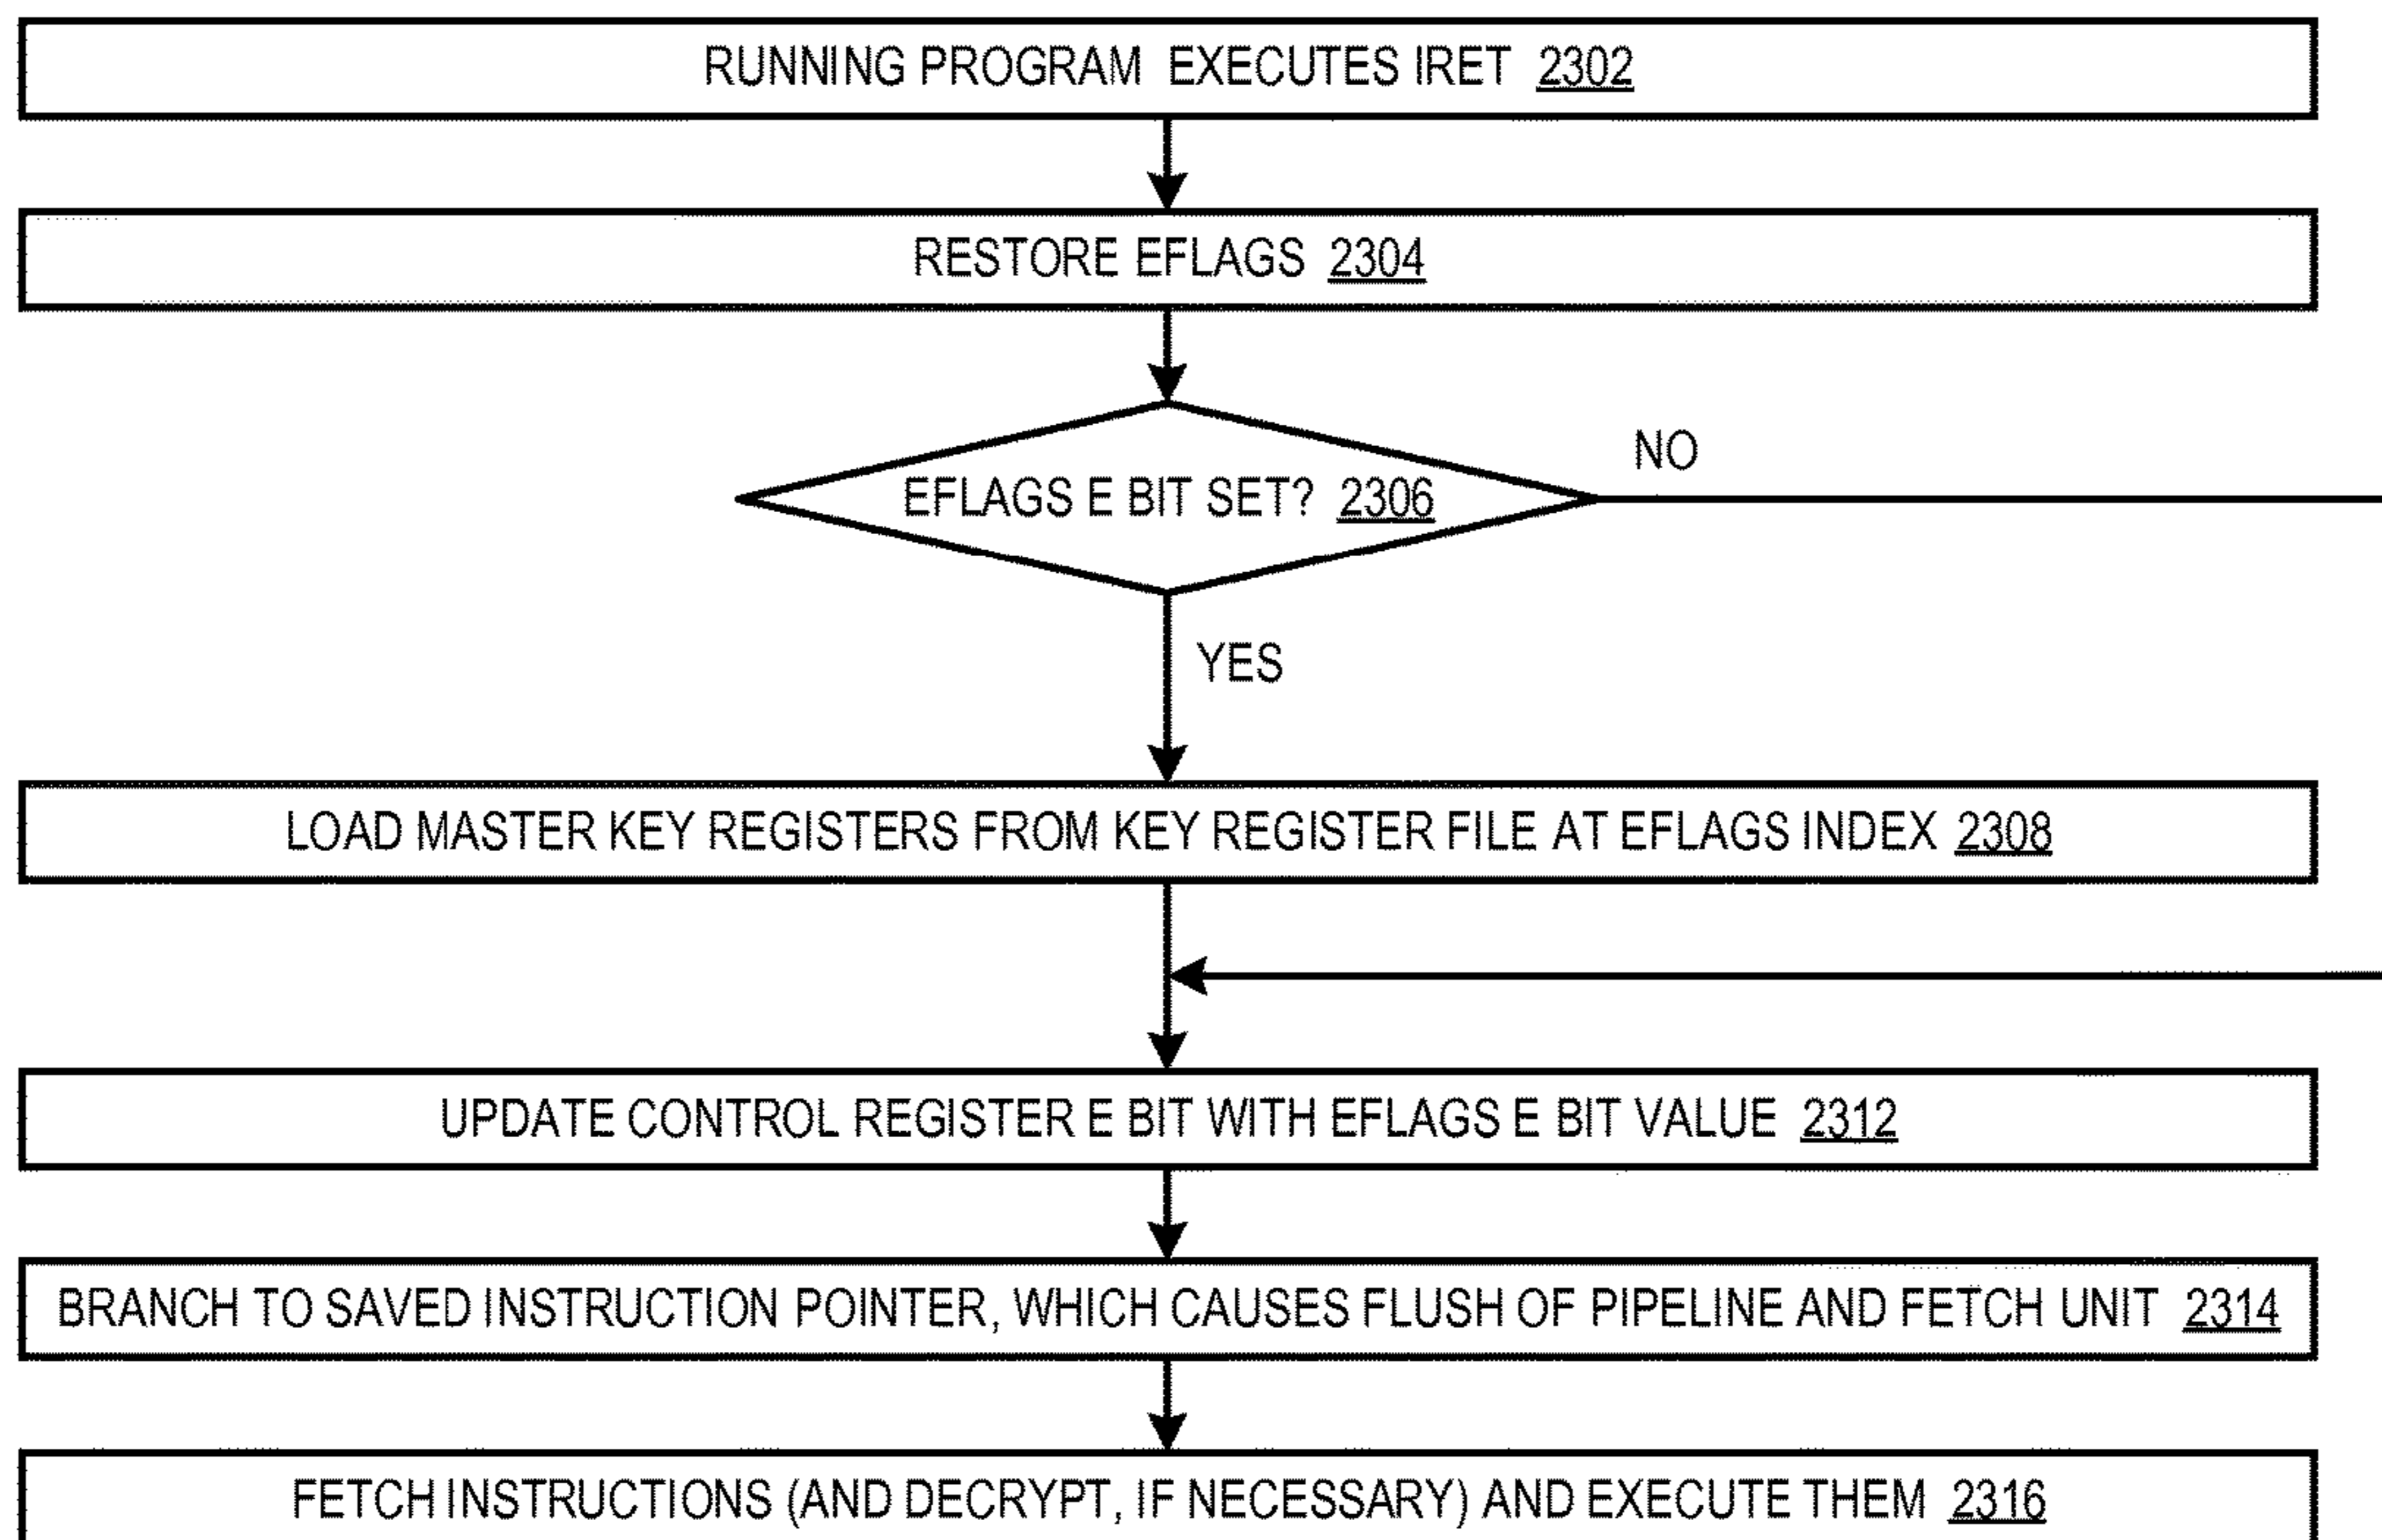 RUNNING PROGRAM EXECUTES IRET 2302
RESTORE EFLAGS 2304
NO
EFLAGS E BIT SET? 2306
YES
LOAD MASTER KEY REGISTERS FROM KEY REGISTER FILE AT EFLAGS INDEX 2308
UPDATE CONTROL REGISTER E BIT WITH EFLAGS E BIT VALUE 2312
BRANCH TO SAVED INSTRUCTION POINTER, WHICH CAUSES FLUSH OF PIPELINE AND FETCH UNIT 2314
FETCH INSTRUCTIONS (AND DECRYPT, IF NECESSARY) AND EXECUTE THEM 2316